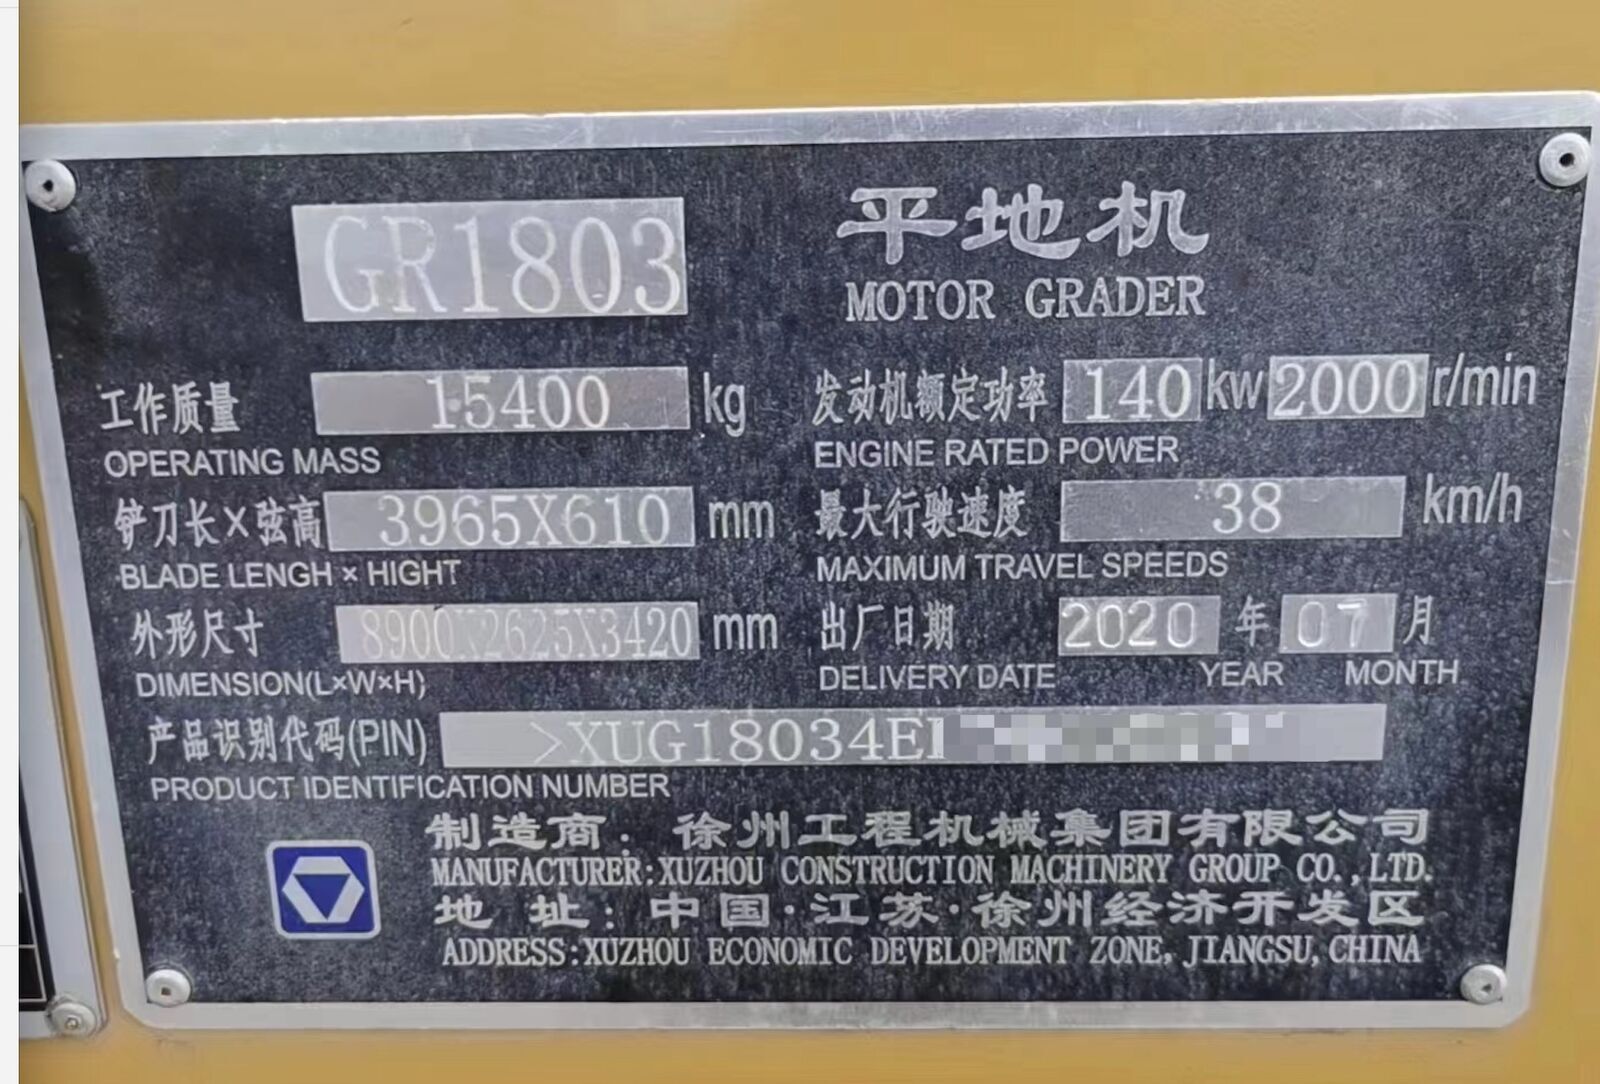 GR1803
平地机
MOTOR GRADER
工作质量 15400 kg
OPERATING MASS
发动机额定功率 140 kw 2000 r/min
ENGINE RATED POWER
铲刀长×弦高 3965X610 mm
BLADE LENGH × HIGHT
最大行驶速度 38 km/h
MAXIMUM TRAVEL SPEEDS
外形尺寸 8900X2625X3420 mm
DIMENSION(L×W×H)
出厂日期 2020 年 07 月
DELIVERY DATE YEAR MONTH
产品识别代码(PIN) >XUG18034E
PRODUCT IDENTIFICATION NUMBER
制造商：徐州工程机械集团有限公司
MANUFACTURER:XUZHOU CONSTRUCTION MACHINERY GROUP CO.,LTD.
地址：中国·江苏·徐州经济开发区
ADDRESS:XUZHOU ECONOMIC DEVELOPMENT ZONE, JIANGSU, CHINA